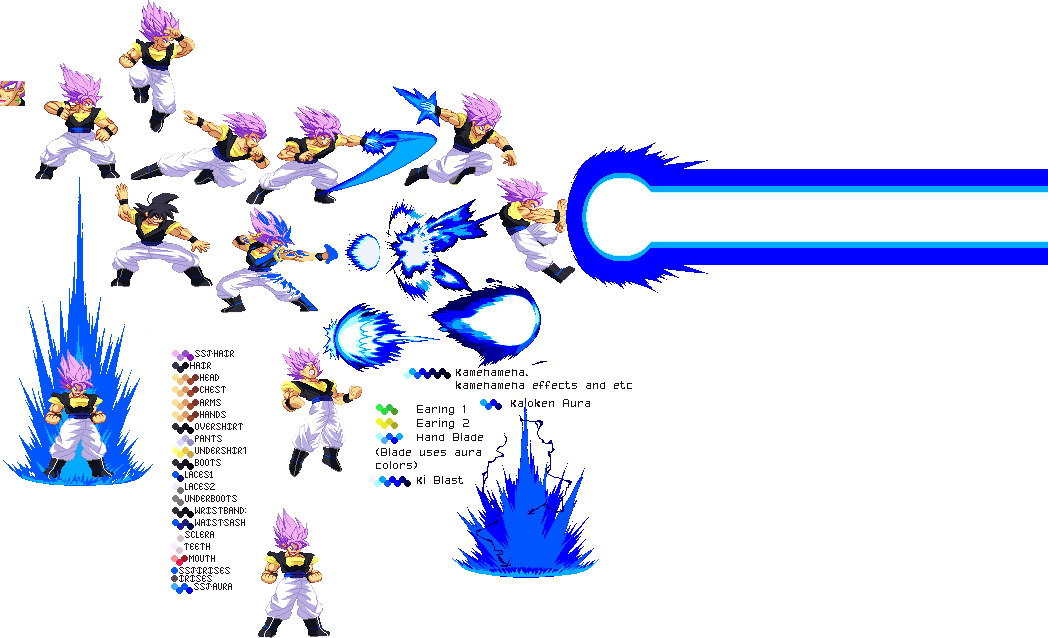 SSJHAIR
HAIR
HEAD
CHEST
ARMS
HANDS
OVERSHIRT
PANTS
UNDERSHIRT
BOOTS
LACES1
LACES2
UNDERBOOTS
WRISTBAND:
WAISTSASH
SCLERA
TEETH
MOUTH
SSJIRISES
IRISES
SSJAURA
Kamehameha.
kamehameha effects and etc
Kaioken Aura
Earing 1
Earing 2
Hand Blade
(Blade uses aura
colors)
Ki Blast